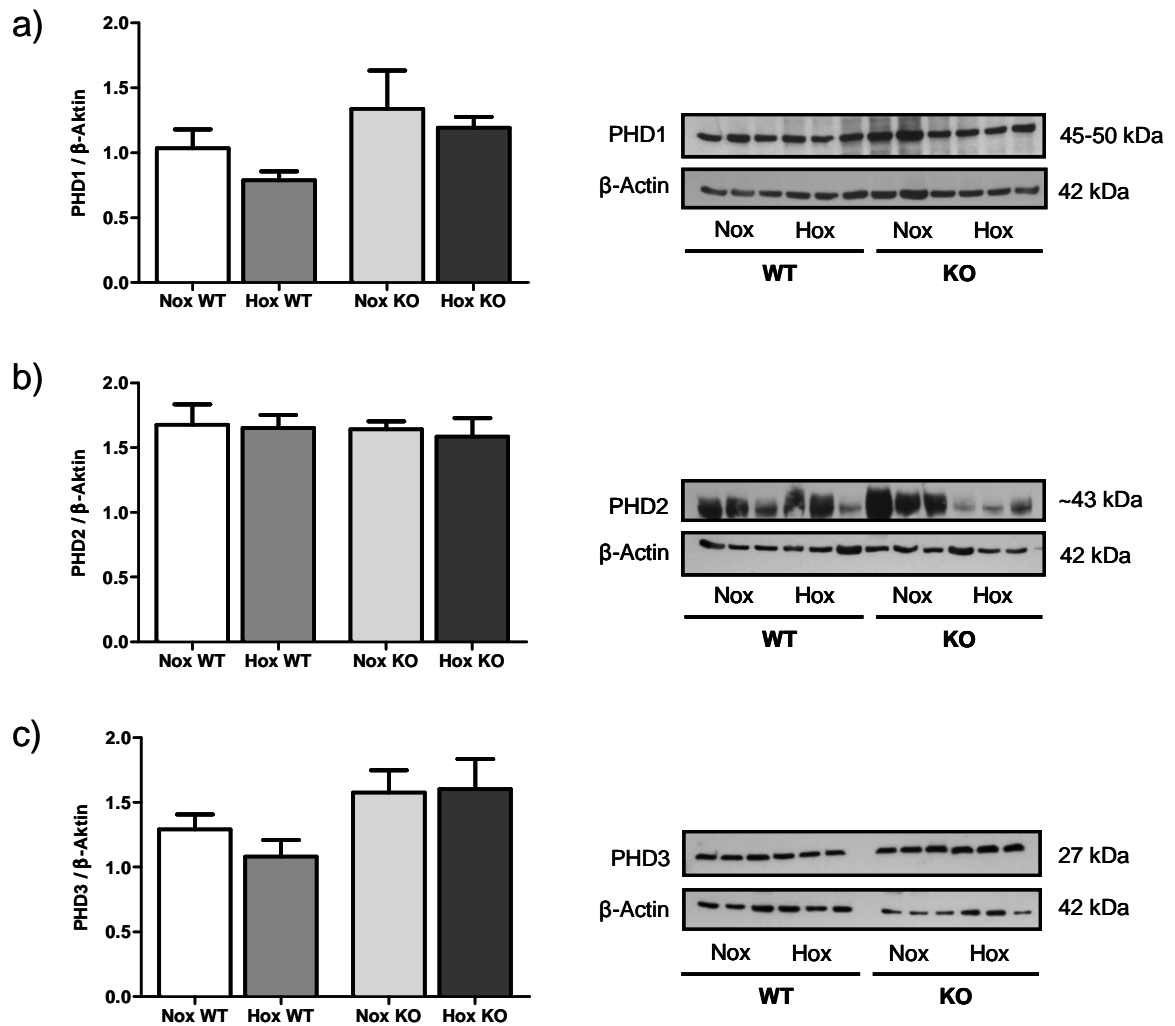 a)
PHD1 / β-Aktin
2.0
1.5
1.0
0.5
0.0
Nox WT Hox WT Nox KO Hox KO
PHD1 45-50 kDa
β-Actin 42 kDa
Nox Hox Nox Hox
WT KO
b)
PHD2 / β-Aktin
2.0
1.5
1.0
0.5
0.0
Nox WT Hox WT Nox KO Hox KO
PHD2 ~43 kDa
β-Actin 42 kDa
Nox Hox Nox Hox
WT KO
c)
PHD3 / β-Aktin
2.0
1.5
1.0
0.5
0.0
Nox WT Hox WT Nox KO Hox KO
PHD3 27 kDa
β-Actin 42 kDa
Nox Hox Nox Hox
WT KO